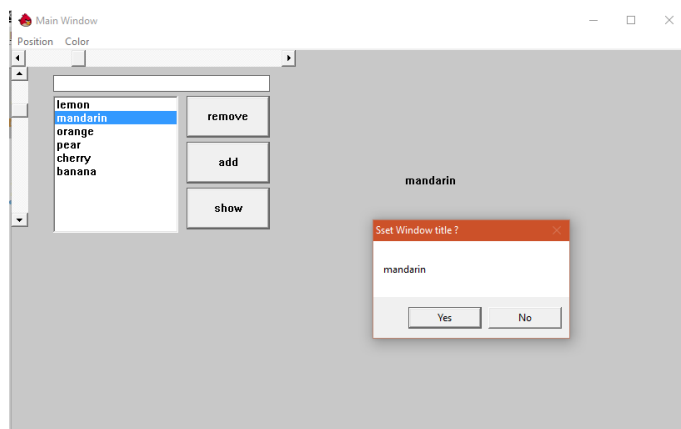 Main Window
Position Color
lemon
mandarin
orange
pear
cherry
banana
remove
add
show
mandarin
Sset Window title ?
mandarin
Yes No